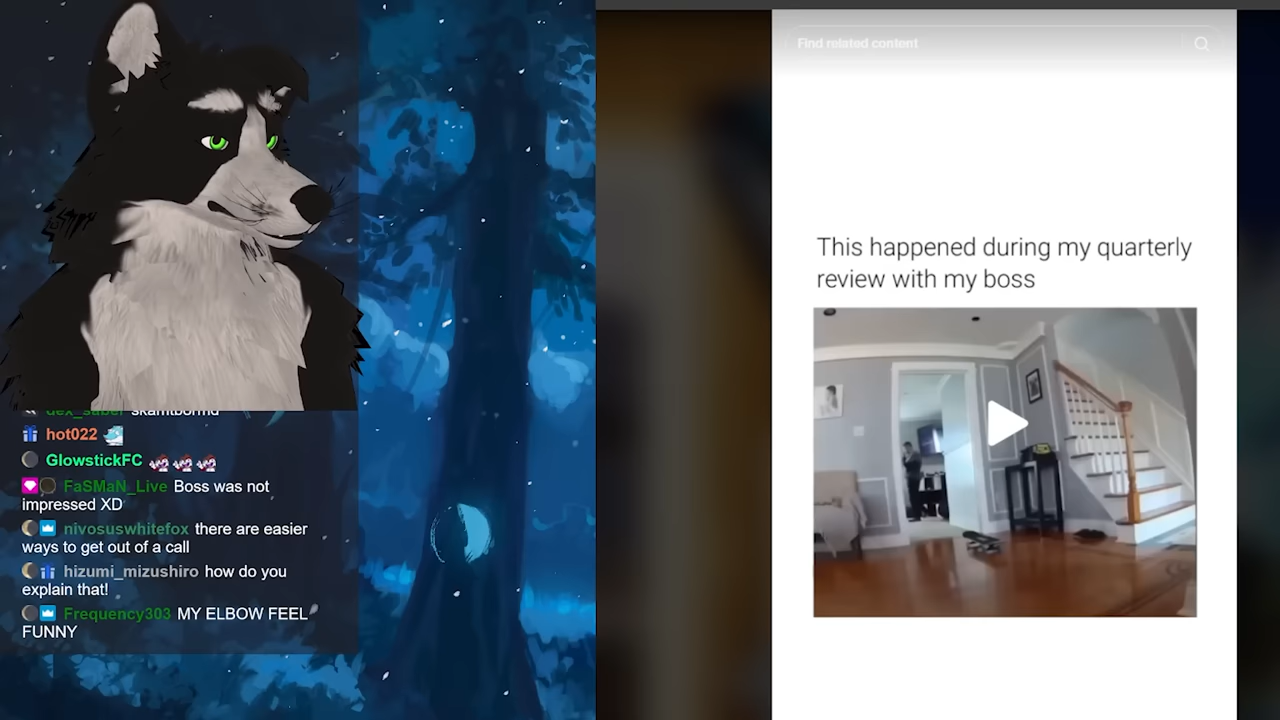 Find related content
This happened during my quarterly
review with my boss
dex_saber skamtbormd
hot022
GlowstickFC
FaSMaN_Live Boss was not
impressed XD
nivosuswhitefox there are easier
ways to get out of a call
hizumi_mizushiro how do you
explain that!
Frequency303 MY ELBOW FEEL
FUNNY